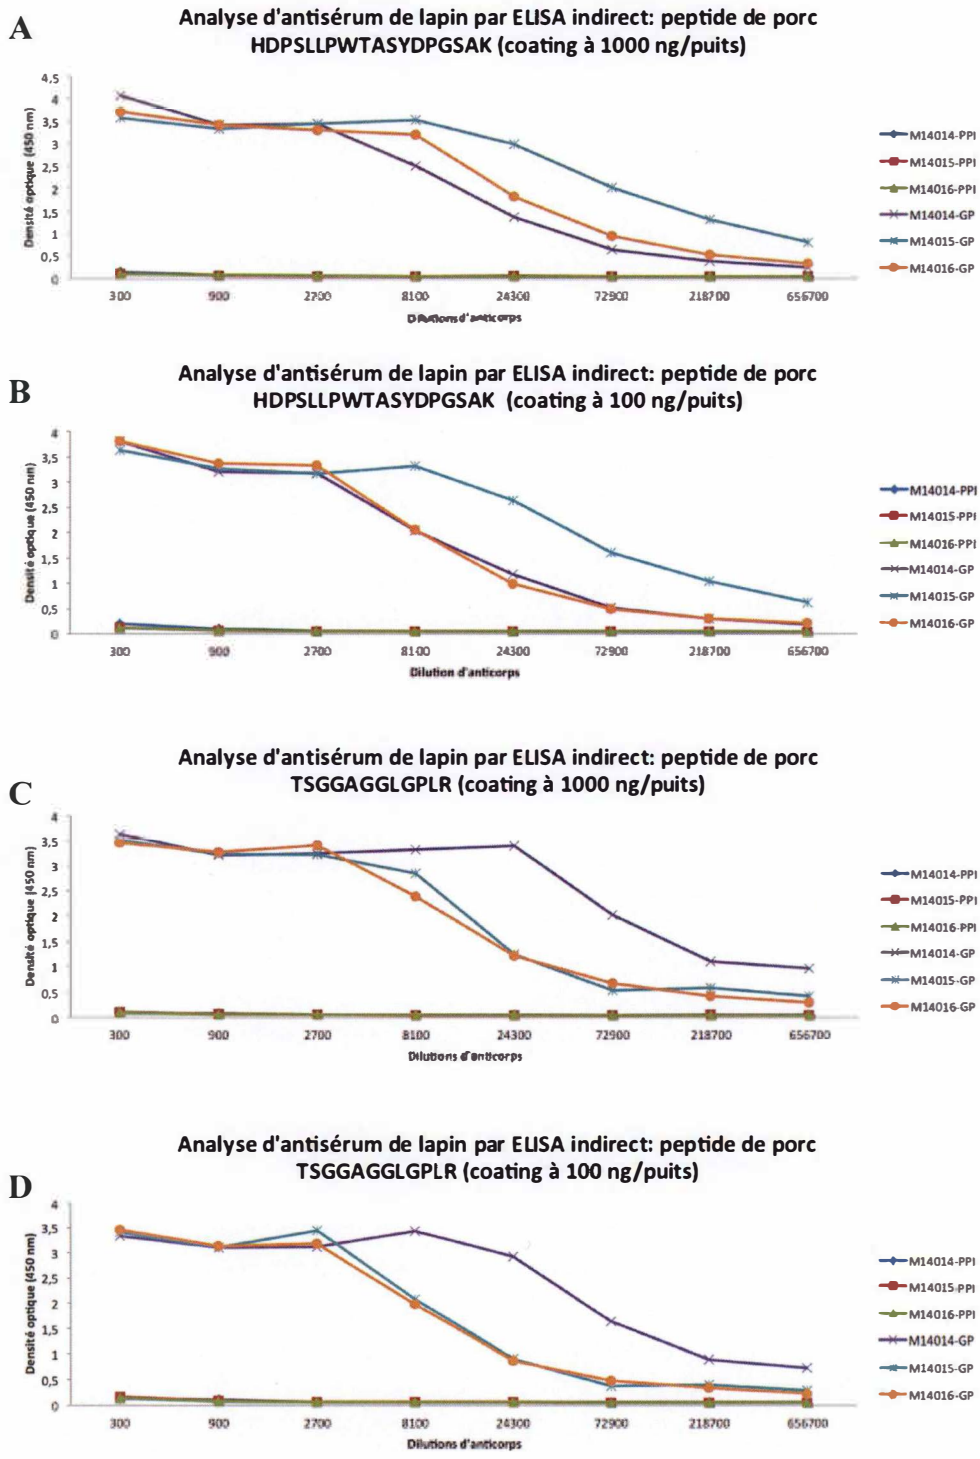 A
Analyse d'antisérum de lapin par ELISA indirect: peptide de porc
HDPSLLPWTASYDPGSAK (coating à 1000 ng/puits)
Densité optique (450 nm)
4,5
4
3,5
3
2,5
2
1,5
1
0,5
0
300 900 2700 8100 24300 72900 218700 656700
Dilutions d'anticorps
M14014-PPI
M14015-PPI
M14016-PPI
M14014-GP
M14015-GP
M14016-GP
B
Analyse d'antisérum de lapin par ELISA indirect: peptide de porc
HDPSLLPWTASYDPGSAK (coating à 100 ng/puits)
Densité optique (450 nm)
4
3,5
3
2,5
2
1,5
1
0,5
0
300 900 2700 8100 24300 72900 218700 656700
Dilution d'anticorps
M14014-PPI
M14015-PPI
M14016-PPI
M14014-GP
M14015-GP
M14016-GP
C
Analyse d'antisérum de lapin par ELISA indirect: peptide de porc
TSGGAGGLGPLR (coating à 1000 ng/puits)
Densité optique (450 nm)
4
3,5
3
2,5
2
1,5
1
0,5
0
300 900 2700 8100 24300 72900 218700 656700
Dilutions d'anticorps
M14014-PPI
M14015-PPI
M14016-PPI
M14014-GP
M14015-GP
M14016-GP
D
Analyse d'antisérum de lapin par ELISA indirect: peptide de porc
TSGGAGGLGPLR (coating à 100 ng/puits)
Densité optique (450 nm)
4
3,5
3
2,5
2
1,5
1
0,5
0
300 900 2700 8100 24300 72900 218700 656700
Dilutions d'anticorps
M14014-PPI
M14015-PPI
M14016-PPI
M14014-GP
M14015-GP
M14016-GP